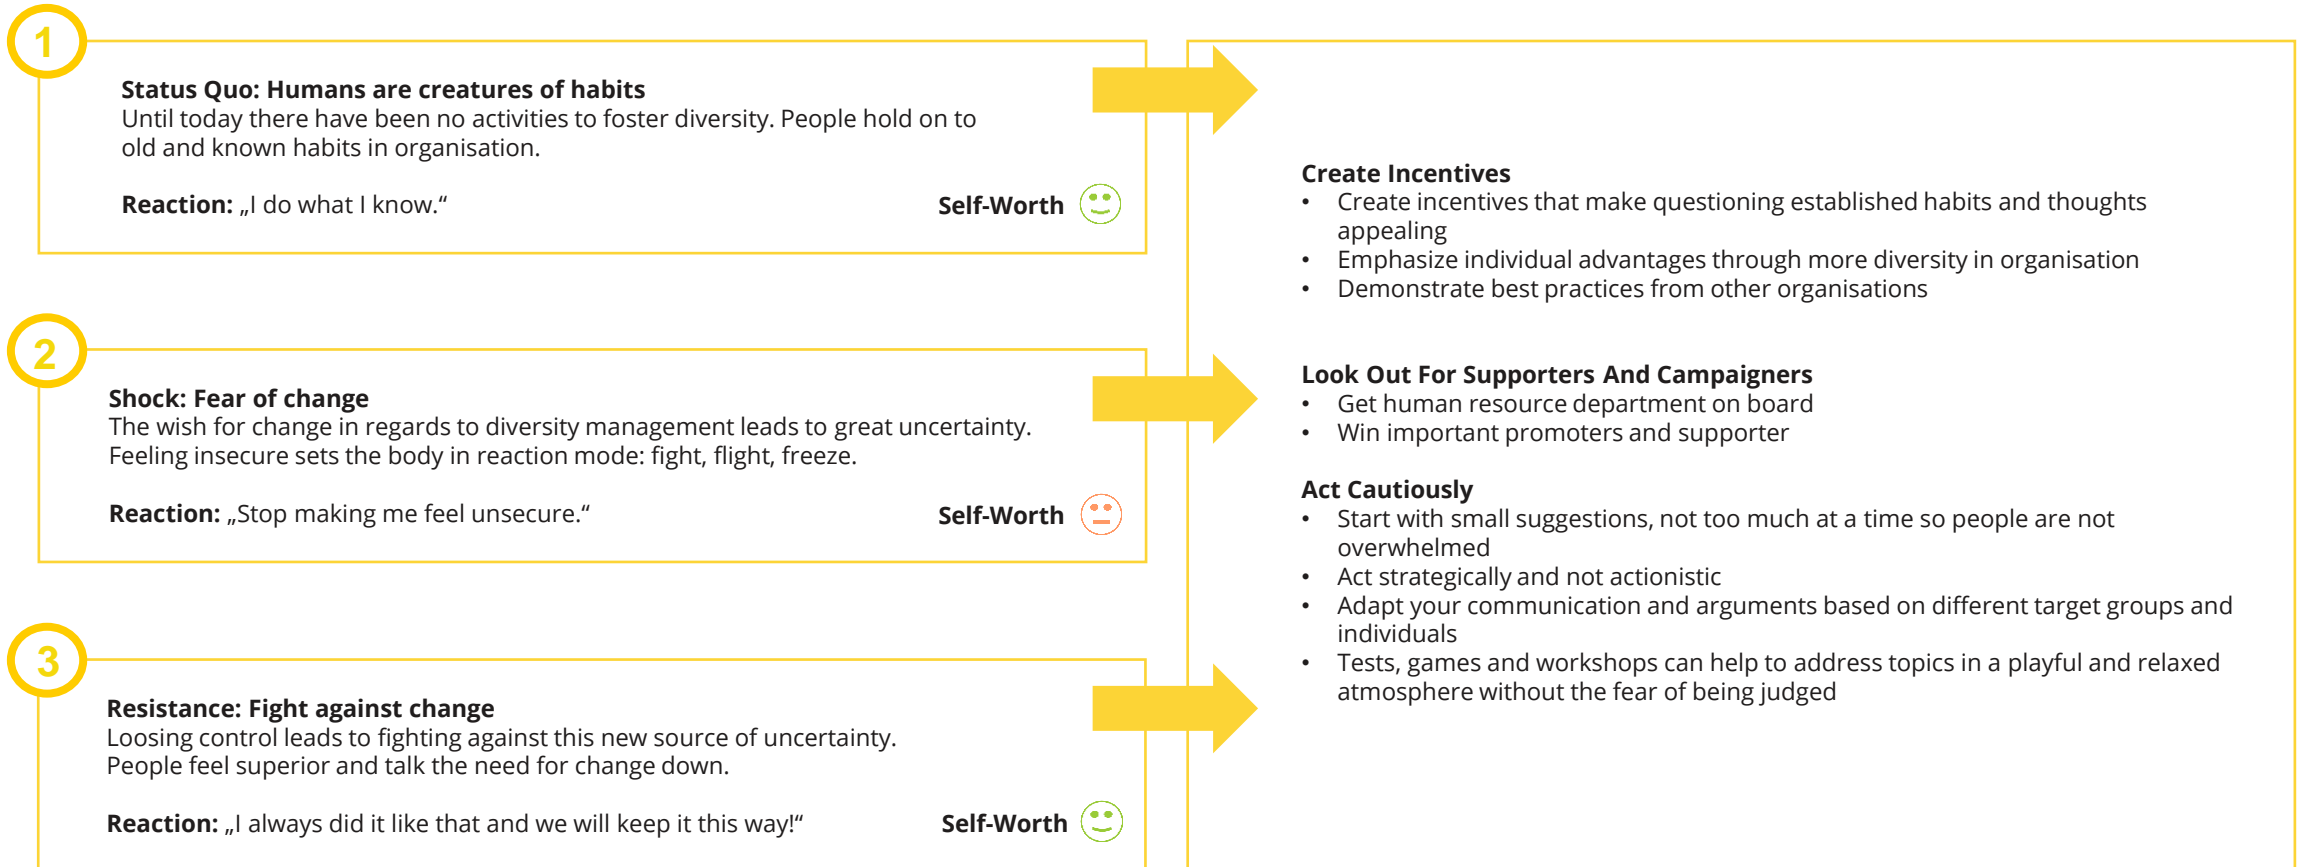 1
Status Quo: Humans are creatures of habits
Until today there have been no activities to foster diversity. People hold on to
old and known habits in organisation.
Reaction: „I do what I know.“
Self-Worth
2
Shock: Fear of change
The wish for change in regards to diversity management leads to great uncertainty.
Feeling insecure sets the body in reaction mode: fight, flight, freeze.
Reaction: „Stop making me feel unsecure.“
Self-Worth
3
Resistance: Fight against change
Loosing control leads to fighting against this new source of uncertainty.
People feel superior and talk the need for change down.
Reaction: „I always did it like that and we will keep it this way!“
Self-Worth
Create Incentives
• Create incentives that make questioning established habits and thoughts
appealing
• Emphasize individual advantages through more diversity in organisation
• Demonstrate best practices from other organisations
Look Out For Supporters And Campaigners
• Get human resource department on board
• Win important promoters and supporter
Act Cautiously
• Start with small suggestions, not too much at a time so people are not
overwhelmed
• Act strategically and not actionistic
• Adapt your communication and arguments based on different target groups and
individuals
• Tests, games and workshops can help to address topics in a playful and relaxed
atmosphere without the fear of being judged